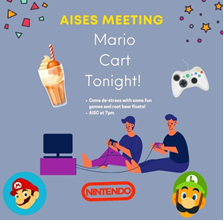 AISES MEETING
Mario
Cart
Tonight!
Come de-stress with some fun
games and root beer floats!
AISC at 7pm
NINTENDO
M
L